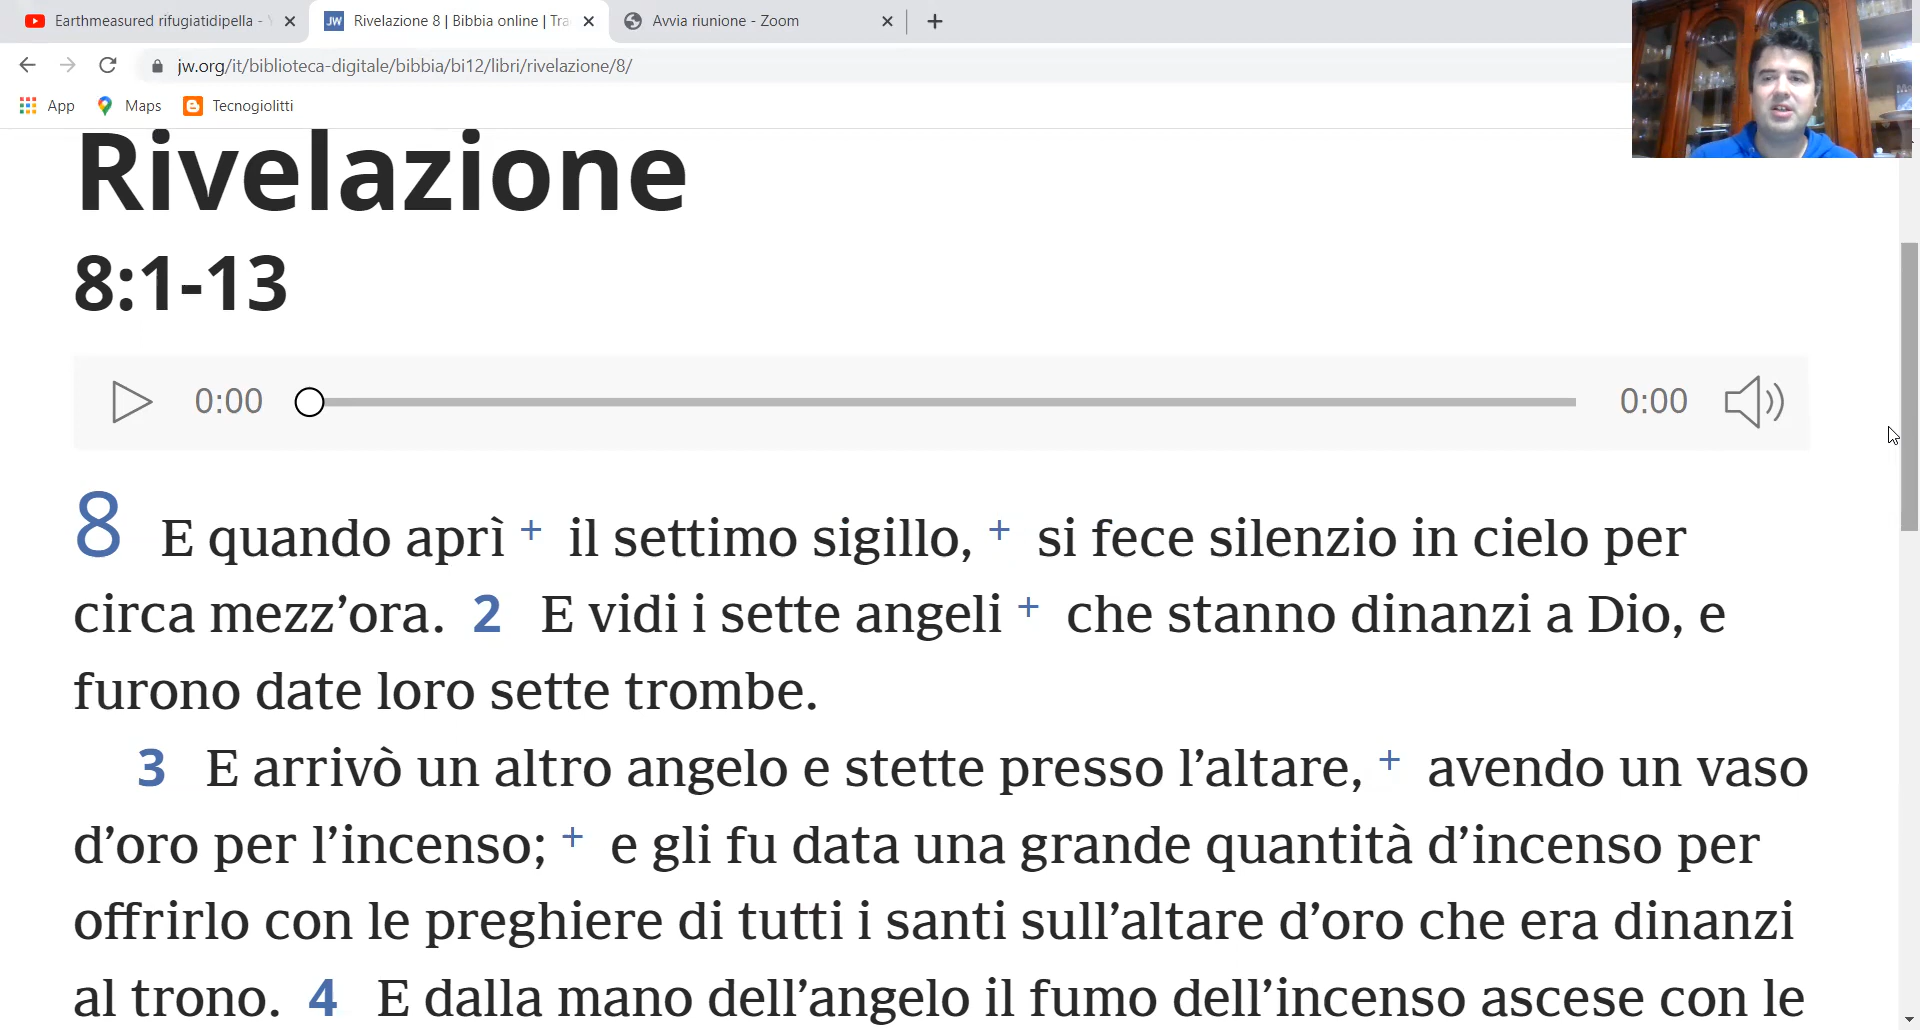 Earthmeasured rifugiatidipella -
Rivelazione 8 | Bibbia online | Tra
Avvia riunione - Zoom
jw.org/it/biblioteca-digitale/bibbia/bi12/libri/rivelazione/8/
App
Maps
Tecnogiolitti
Rivelazione
8:1-13
0:00
0:00
8 E quando aprì + il settimo sigillo, + si fece silenzio in cielo per
circa mezz’ora. 2 E vidi i sette angeli + che stanno dinanzi a Dio, e
furono date loro sette trombe.
3 E arrivò un altro angelo e stette presso l’altare, + avendo un vaso
d’oro per l’incenso; + e gli fu data una grande quantità d’incenso per
offrirlo con le preghiere di tutti i santi sull’altare d’oro che era dinanzi
al trono. 4 E dalla mano dell’angelo il fumo dell’incenso ascese con le